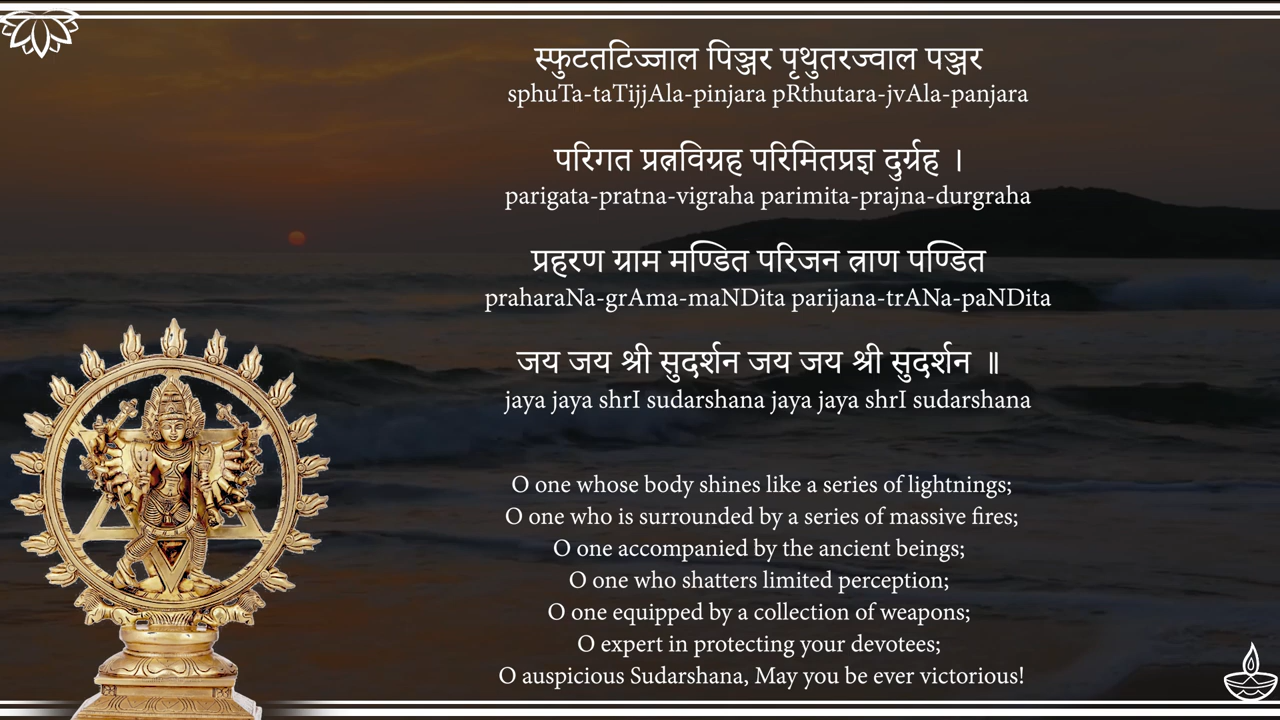 स्फुटतटिज्जाल पिञ्जर पृथुतरज्वाल पञ्जर
sphuTa-taTijjAla-pinjara pRthutara-jvAla-panjara
परिगत प्रत्नविग्रह परिमितप्रज्ञ दुर्ग्रह ।
parigata-pratna-vigraha parimita-prajna-durgraha
प्रहरण ग्राम मण्डित परिजन त्राण पण्डित
praharaNa-grAma-maNDita parijana-trANa-paNDita
जय जय श्री सुदर्शन जय जय श्री सुदर्शन ॥
jaya jaya shrI sudarshana jaya jaya shrI sudarshana
O one whose body shines like a series of lightnings;
O one who is surrounded by a series of massive fires;
O one accompanied by the ancient beings;
O one who shatters limited perception;
O one equipped by a collection of weapons;
O expert in protecting your devotees;
O auspicious Sudarshana, May you be ever victorious!